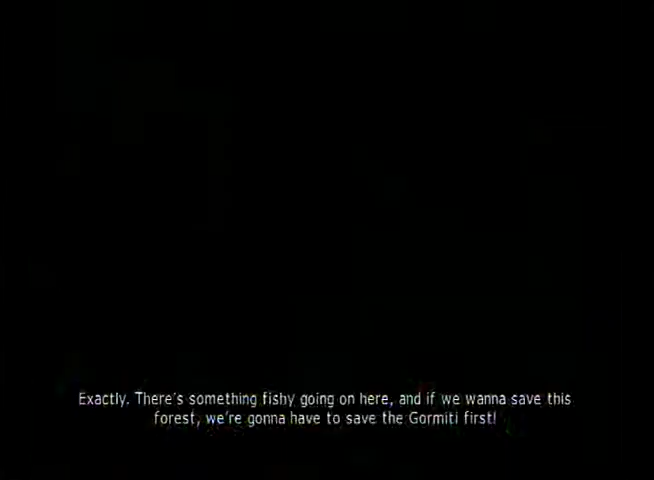 Exactly. There's something fishy going on here, and if we wanna save this
forest, we're gonna have to save the Gormiti first!